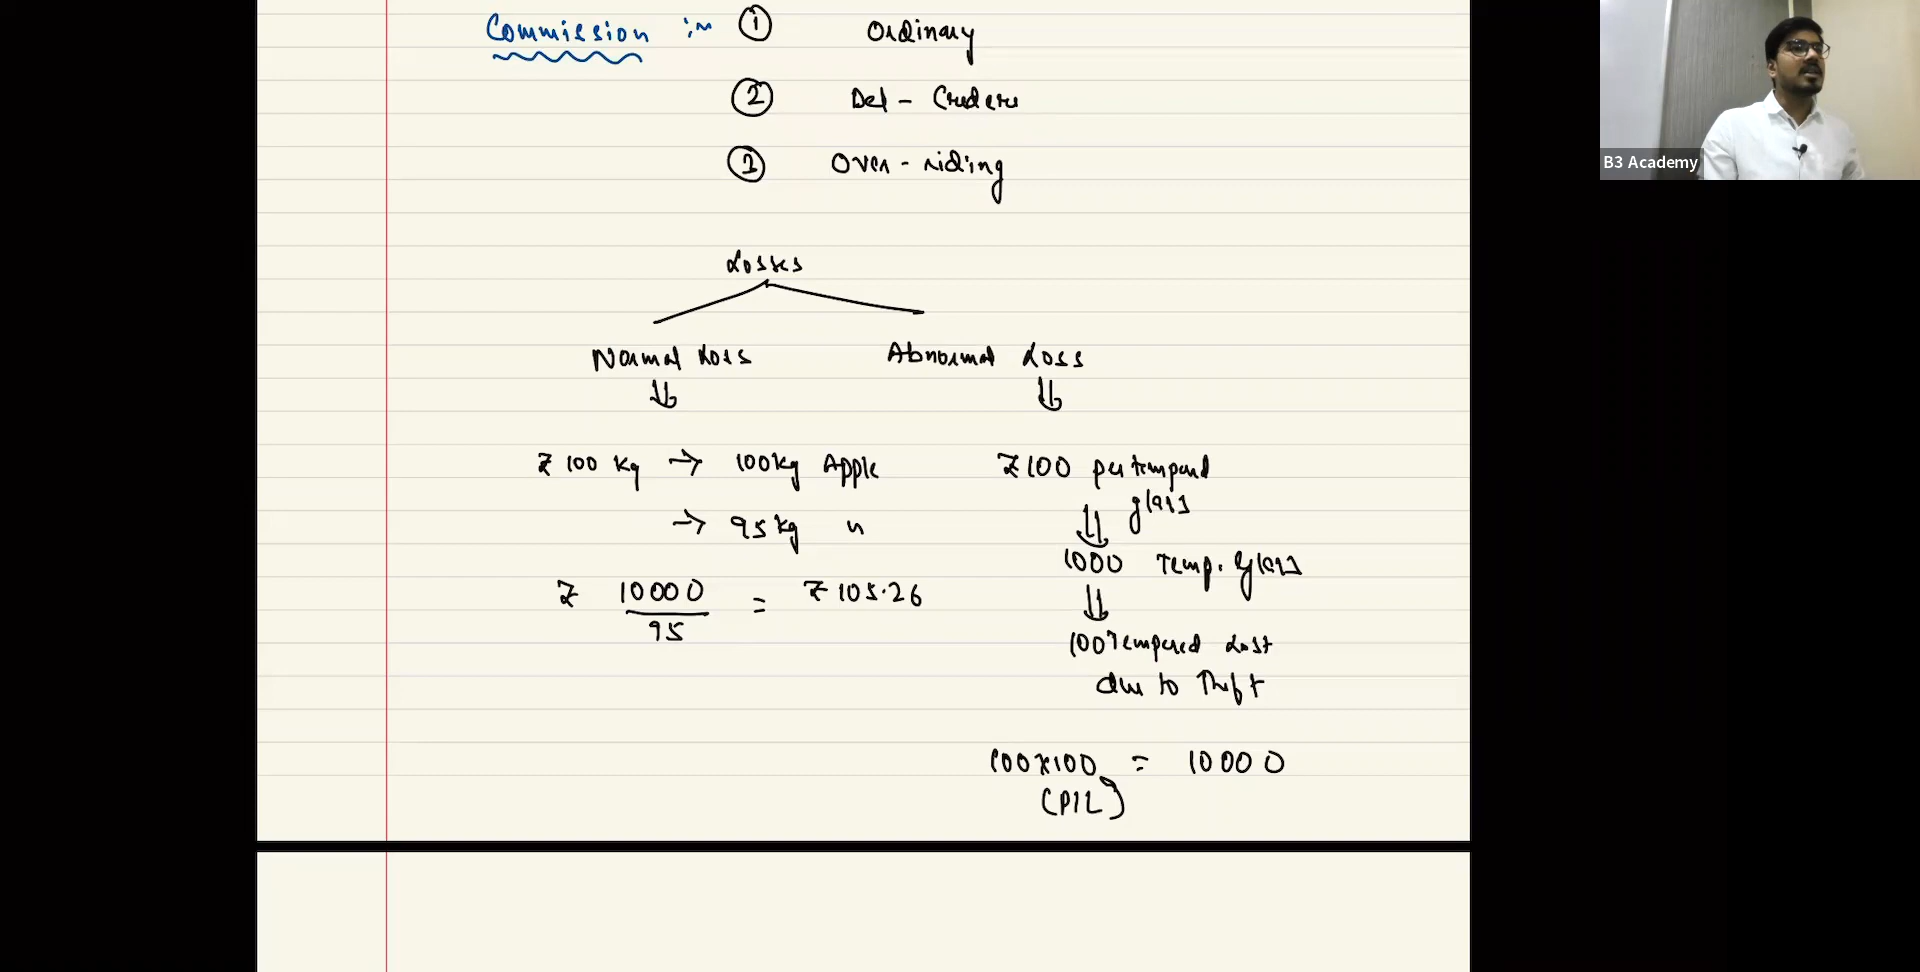 Commission :~ ① Ordinary
② Del - Credere
③ Over - riding
Losses
Normal Loss Abnormal Loss
₹ 100 kg → 100kg Apple
→ 95kg "
₹ 10000 / 95 = ₹ 105.26
₹100 per tempered
glass
1000 Temp. Glass
100 Tempered Lost
due to Theft
100x100 = 10000
(P/L)
B3 Academy